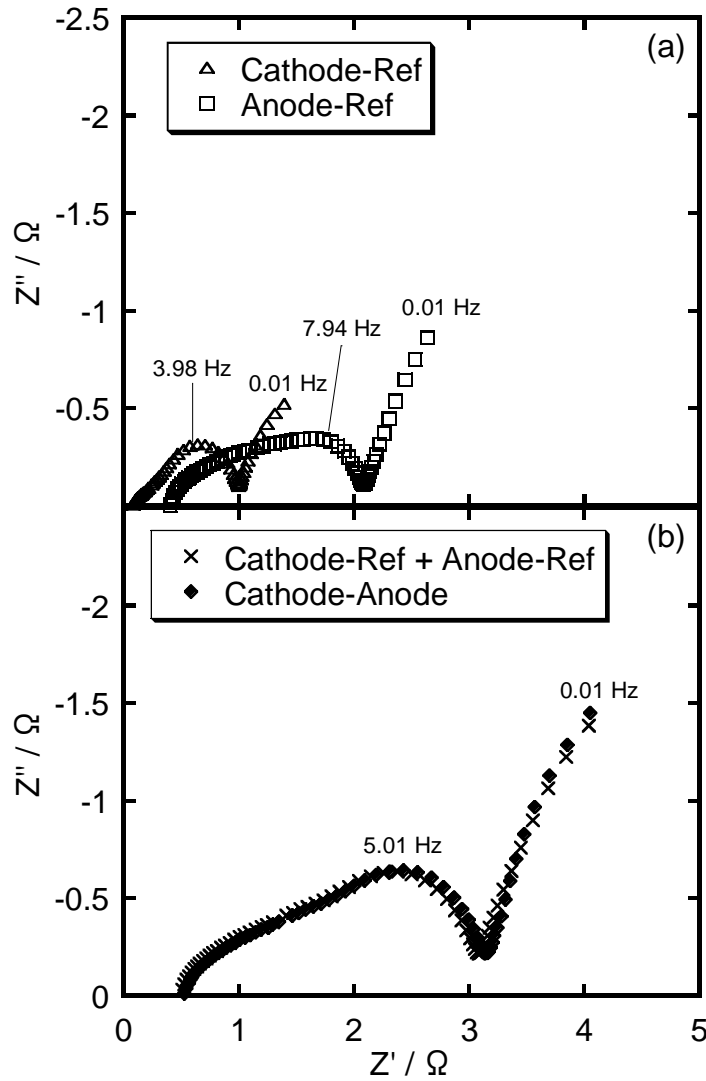 -2.5
(a)
Cathode-Ref
Anode-Ref
-2
-1.5
Z'' / Ω
-1
0.01 Hz
7.94 Hz
3.98 Hz
0.01 Hz
-0.5
(b)
Cathode-Ref + Anode-Ref
Cathode-Anode
-2
0.01 Hz
-1.5
Z'' / Ω
-1
5.01 Hz
-0.5
0
0 1 2 3 4 5
Z' / Ω